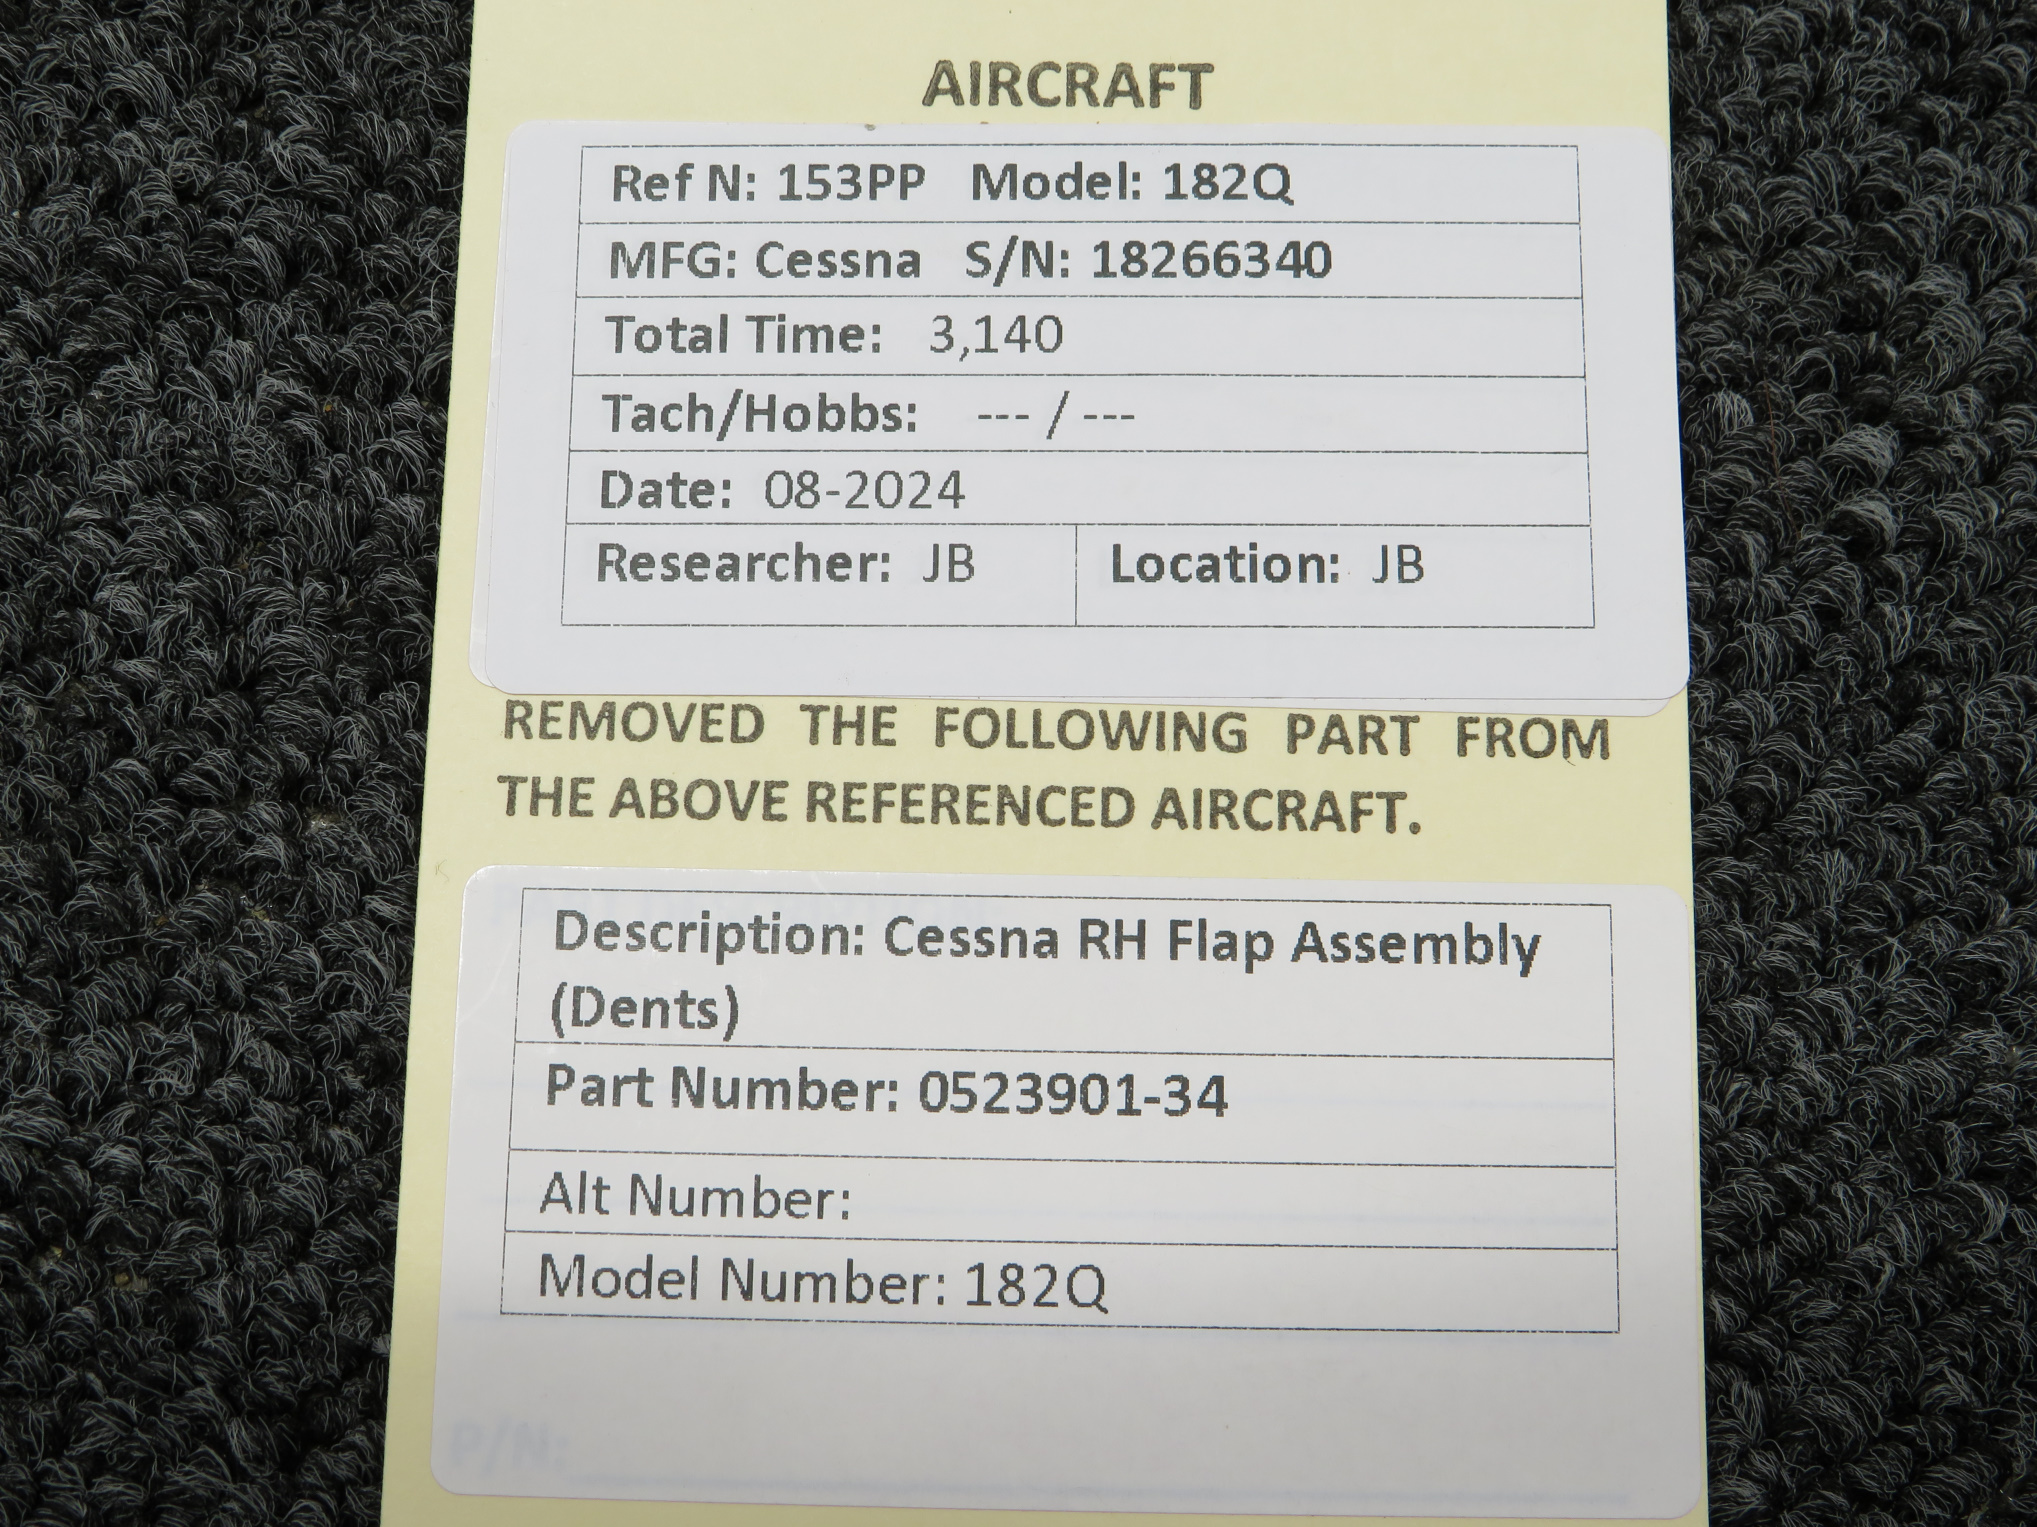 AIRCRAFT
Ref N: 153PP Model: 182Q
MFG: Cessna S/N: 18266340
Total Time: 3,140
Tach/Hobbs: --- / ---
Date: 08-2024
Researcher: JB Location: JB
REMOVED THE FOLLOWING PART FROM
THE ABOVE REFERENCED AIRCRAFT.
Description: Cessna RH Flap Assembly
(Dents)
Part Number: 0523901-34
Alt Number:
Model Number: 182Q
P/N: